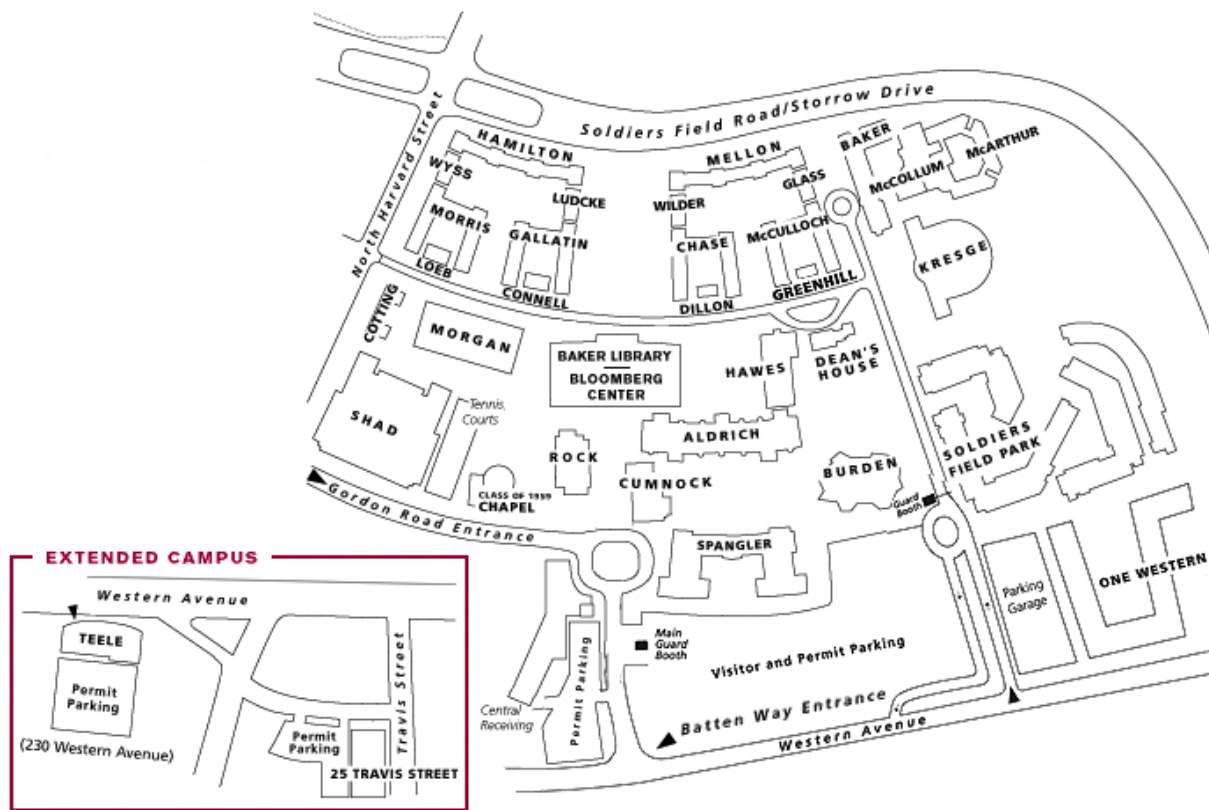 Soldiers Field Road/Storrow Drive
North Harvard Street
HAMILTON
WYSS
LUDCKE
MORRIS
GALLATIN
LOEB
CONNELL
MELLON
GLASS
WILDER
CHASE
McCULLOCH
DILLON
GREENHILL
BAKER
McCOLLUM
McARTHUR
KRESGE
COTTING
MORGAN
BAKER LIBRARY
BLOOMBERG
CENTER
HAWES
DEAN'S
HOUSE
SHAD
Tennis,
Courts
ROCK
ALDRICH
CUMNOCK
BURDEN
SOLDIERS
FIELD PARK
Guard
Booth
CLASS OF 1959
CHAPEL
Gordon Road Entrance
SPANGLER
Parking
Garage
ONE WESTERN
Main
Guard
Booth
Visitor and Permit Parking
Permit Parking
Central
Receiving
Batten Way Entrance
Western Avenue
EXTENDED CAMPUS
Western Avenue
TEELE
Permit
Parking
(230 Western Avenue)
Travis Street
Permit
Parking
25 TRAVIS STREET